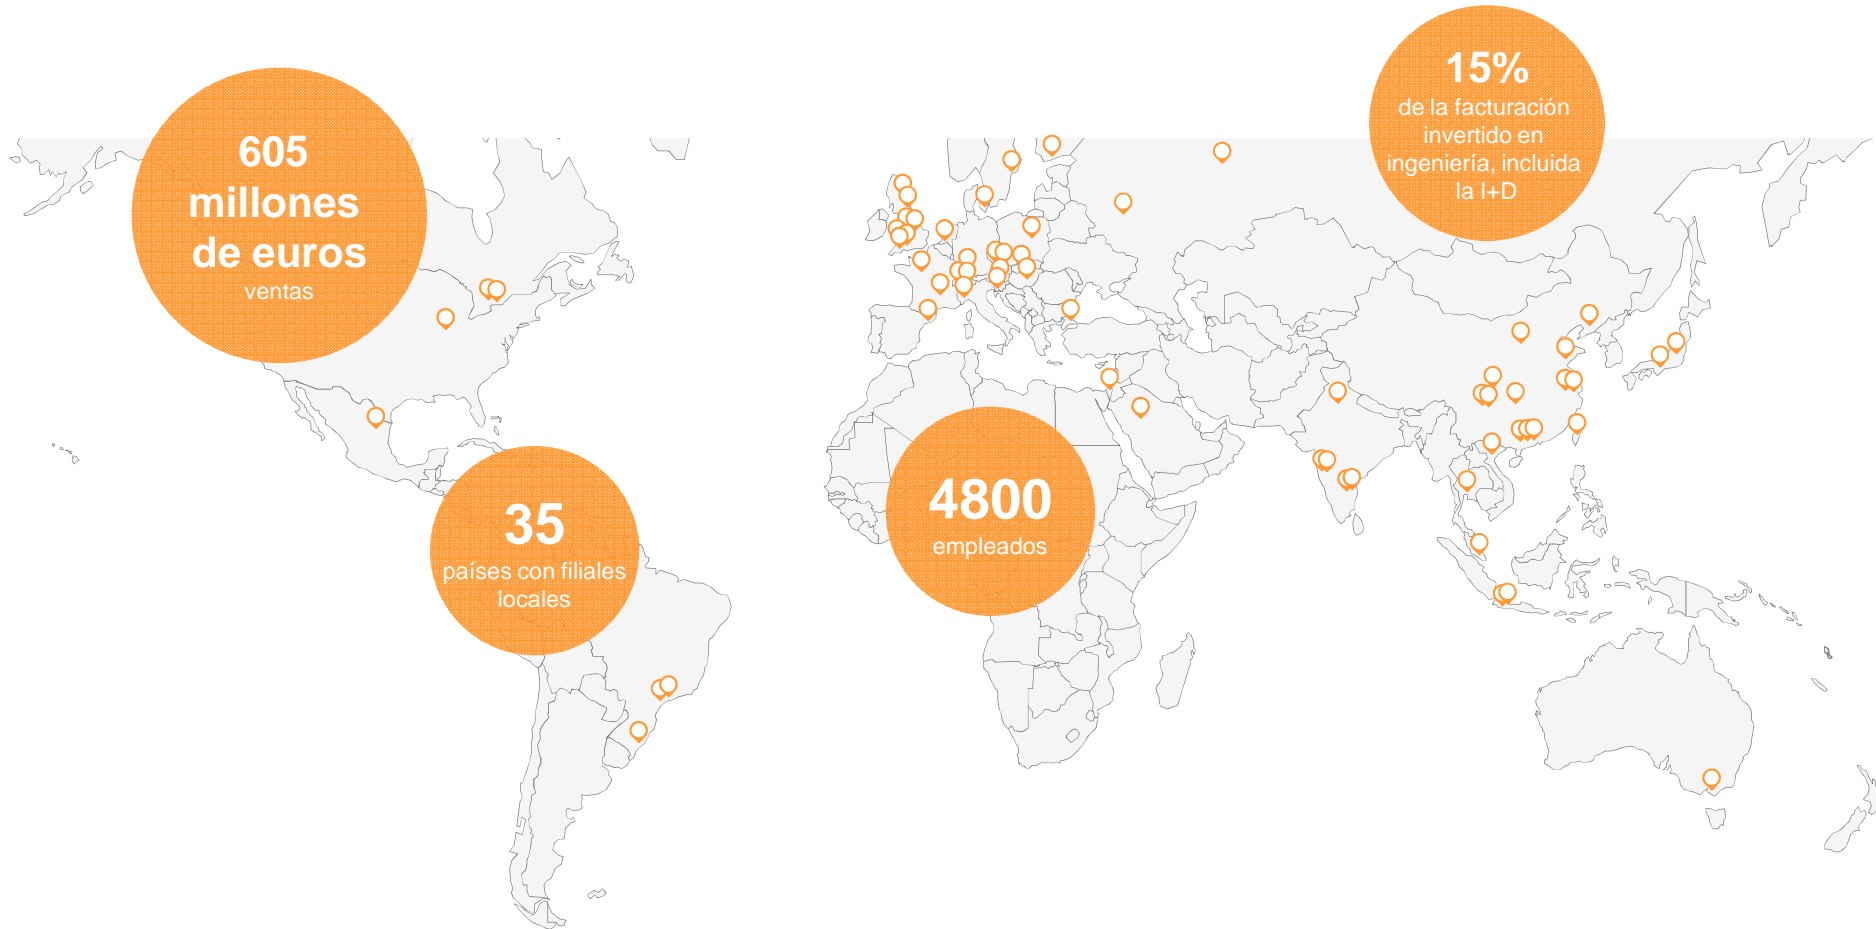 605
millones
de euros
ventas
15%
de la facturación
invertido en
ingeniería, incluida
la I+D
35
países con filiales
locales
4800
empleados